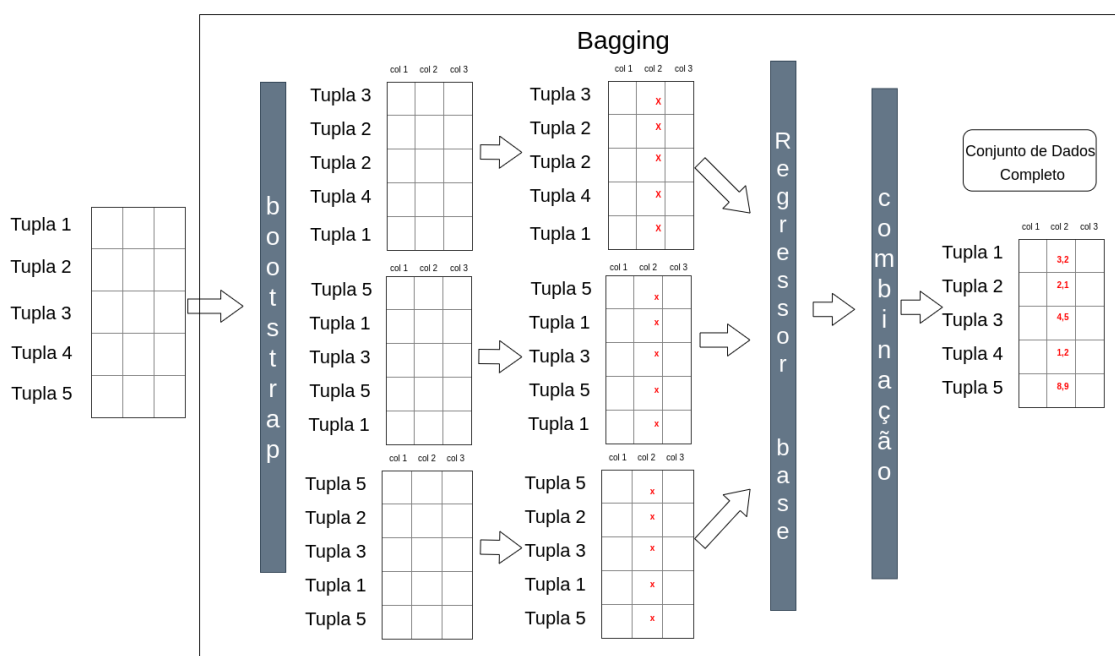 Bagging
Tupla 1
Tupla 2
Tupla 3
Tupla 4
Tupla 5
bootstrap
col 1 col 2 col 3
Tupla 3
Tupla 2
Tupla 2
Tupla 4
Tupla 1
col 1 col 2 col 3
Tupla 5
Tupla 1
Tupla 3
Tupla 5
Tupla 1
col 1 col 2 col 3
Tupla 5
Tupla 2
Tupla 3
Tupla 1
Tupla 5
col 1 col 2 col 3
Tupla 3 X
Tupla 2 X
Tupla 2 X
Tupla 4 X
Tupla 1 X
col 1 col 2 col 3
Tupla 5 x
Tupla 1 x
Tupla 3 x
Tupla 5 x
Tupla 1 x
col 1 col 2 col 3
Tupla 5 x
Tupla 2 x
Tupla 3 x
Tupla 1 x
Tupla 5 x
Regressor base
combinação
Conjunto de Dados
Completo
col 1 col 2 col 3
Tupla 1 3,2
Tupla 2 2,1
Tupla 3 4,5
Tupla 4 1,2
Tupla 5 8,9